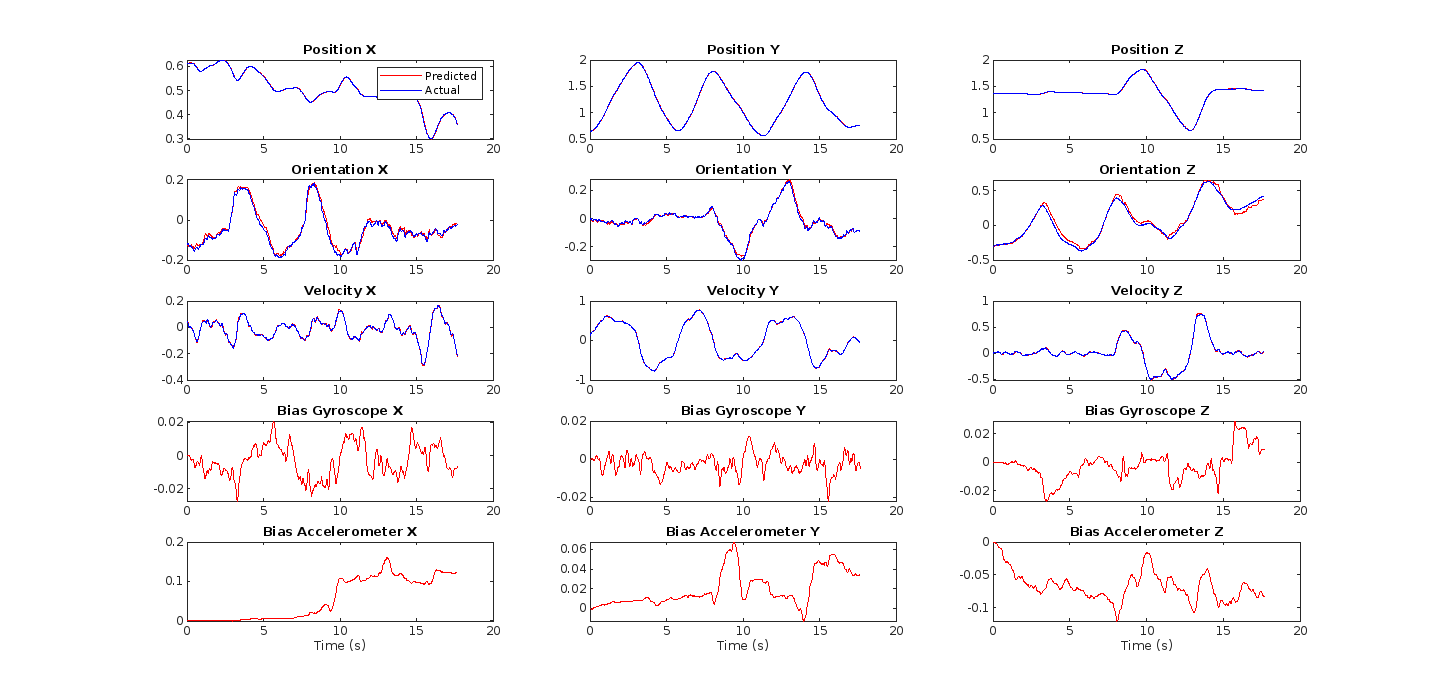 Position X
Position Y
Position Z
0.6
0.5
0.4
0.3
Predicted
Actual
0 5 10 15 20
2
1.5
1
0.5
0 5 10 15 20
2
1.5
1
0.5
0 5 10 15 20
Orientation X
Orientation Y
Orientation Z
0.2
0
-0.2
0 5 10 15 20
0.2
0
-0.2
0 5 10 15 20
0.5
0
-0.5
0 5 10 15 20
Velocity X
Velocity Y
Velocity Z
0.2
0
-0.2
-0.4
0 5 10 15 20
1
0
-1
0 5 10 15 20
1
0.5
0
-0.5
0 5 10 15 20
Bias Gyroscope X
Bias Gyroscope Y
Bias Gyroscope Z
0.02
0
-0.02
0 5 10 15 20
0.02
0
-0.02
0 5 10 15 20
0.02
0
-0.02
0 5 10 15 20
Bias Accelerometer X
Bias Accelerometer Y
Bias Accelerometer Z
0.2
0.1
0
0 5 10 15 20
Time (s)
0.06
0.04
0.02
0
0 5 10 15 20
Time (s)
0
-0.05
-0.1
0 5 10 15 20
Time (s)